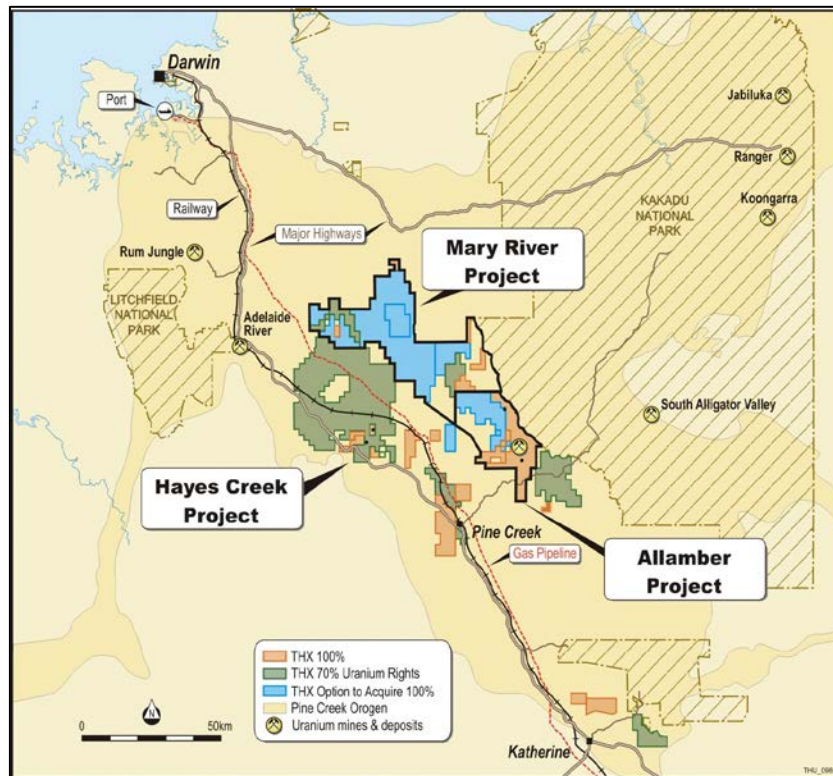 Darwin
Port
Jabiluka
Ranger
Koongarra
KAKADU
NATIONAL
PARK
Railway
Major Highways
Rum Jungle
Mary River
Project
LITCHFIELD
NATIONAL
PARK
Adelaide
River
South Alligator Valley
Hayes Creek
Project
Pine Creek
Gas Pipeline
Allamber
Project
THX 100%
THX 70% Uranium Rights
THX Option to Acquire 100%
Pine Creek Orogen
Uranium mines & deposits
N
0
50km
Katherine